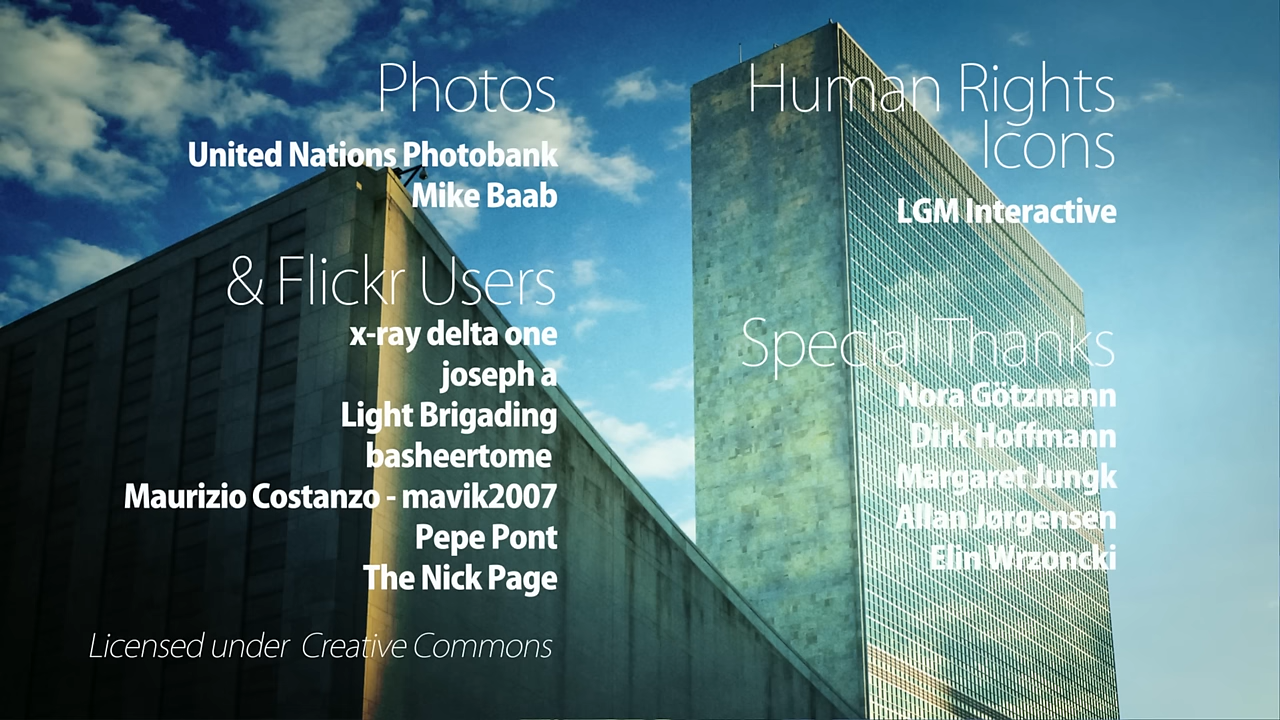 Photos
United Nations Photobank
Mike Baab
& Flickr Users
x-ray delta one
joseph a
Light Brigading
basheertome
Maurizio Costanzo - mavik2007
Pepe Pont
The Nick Page
Licensed under Creative Commons
Human Rights
Icons
LGM Interactive
Special Thanks
Nora Götzmann
Dirk Hoffmann
Margaret Jungk
Allan Jørgensen
Elin Wrzoncki